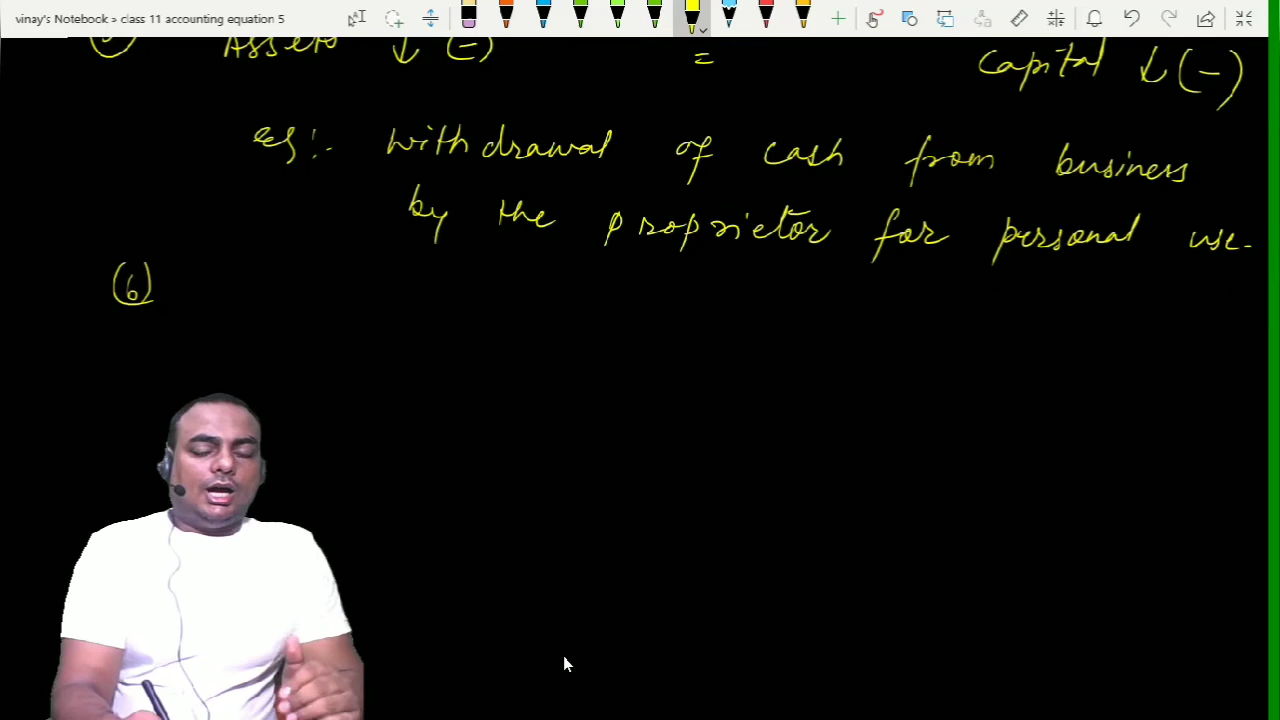 vinay's Notebook > class 11 accounting equation 5
Assets ↓ (-) = capital ↓ (-)
eg:- withdrawal of cash from business
by the proprietor for personal use.
(6)